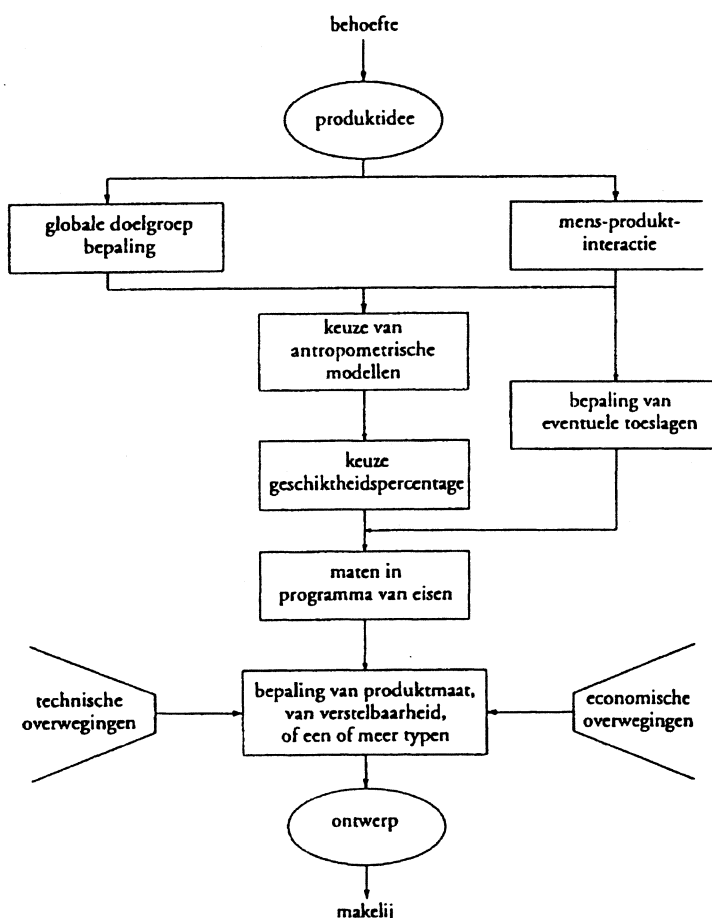 behoefte
produktidee
globale doelgroep
bepaling
mens-produkt-
interactie
keuze van
antropometrische
modellen
bepaling van
eventuele toeslagen
keuze
geschiktheidspercentage
maten in
programma van eisen
technische
overwegingen
bepaling van produktmaat,
van verstelbaarheid,
of een of meer typen
economische
overwegingen
ontwerp
makelij